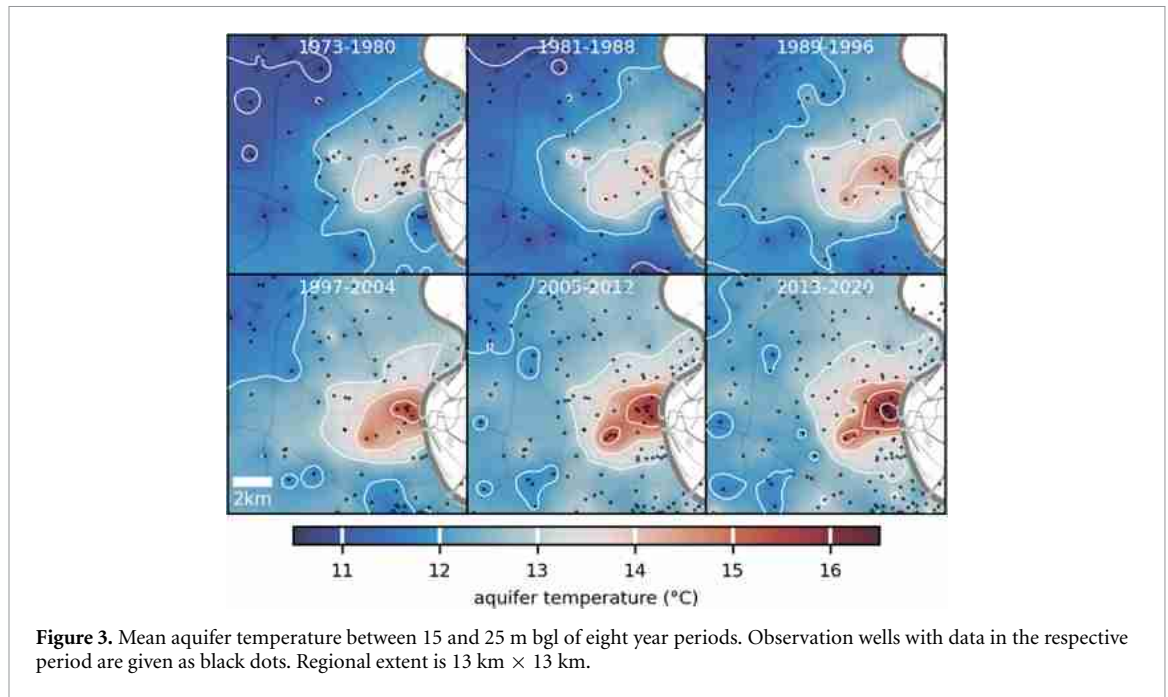 1973-1980
1981-1988
1989-1996
1997-2004
2005-2012
2013-2020
2km
11 12 13 14 15 16
aquifer temperature (°C)
Figure 3. Mean aquifer temperature between 15 and 25 m bgl of eight year periods. Observation wells with data in the respective
period are given as black dots. Regional extent is 13 km × 13 km.